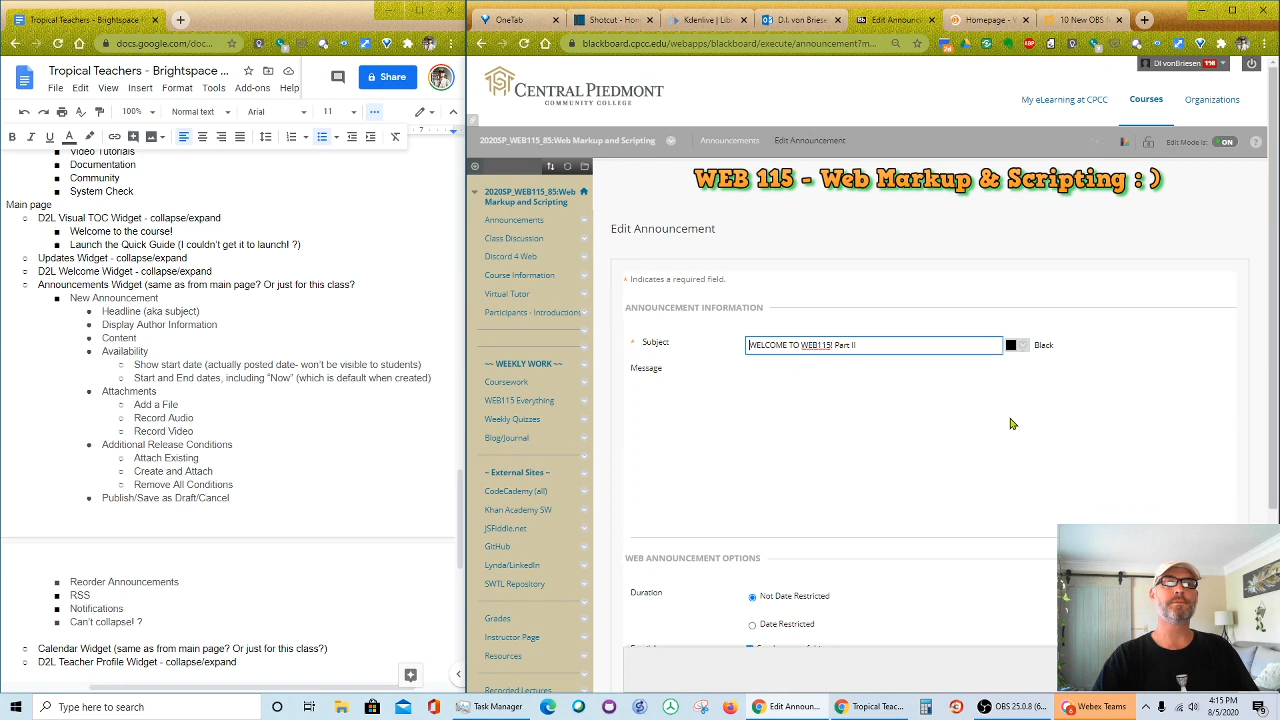 Tropical Teachers - Brightspace
docs.google.com/doc...
Tropical Teachers - Brightspace ...
File Edit View Insert Format Tools Add-ons Help
Share
100%
Normal text
Arial
11
Video Tutorials
Documentation
Community
System Check
Main page
D2L Visual TOC Widget - collapse/expand
Welcome to the course!
Launch the Quick Guide (I couldn't get it to launch! ?)
Updates Widget - collapse/expand
D2L Welcome Widget - collapse/expand
Announcements Widget (same as from main page? Or just for this class?
New Announcement
Headline (aka subject)
Display Author Information
Content
Availability
Show start date (actually posted date- won't be visible to students)
Start and End dates, including "Now" (which is default when created)
Attachments
Add a File
Record Audio
Record Video
Additional Release Conditions
Attach Existing
Create and Attach
Remove All Conditions
Publish/Save as Draft/Cancel
Reorder Announcements
RSS
Notifications
Can't collapse! ?
Calendar Widget (same as from main page? Or just for this class?)
D2L Teacher Profile Widget - collapse/expand
OneTab
Shotcut - Hom
Kdenlive | Libr
D.I. von Briese
Edit Announce
Homepage - W
10 New OBS
blackboard.cpcc.edu/webapps/blackboard/execute/announcement?m...
CENTRAL PIEDMONT
COMMUNITY COLLEGE
DI vonBriesen 116
My eLearning at CPCC Courses Organizations
2020SP_WEB115_85:Web Markup and Scripting Announcements Edit Announcement
Edit Mode is: ON
WEB 115 - Web Markup & Scripting : )
2020SP_WEB115_85:Web
Markup and Scripting
Announcements
Class Discussion
Discord 4 Web
Course Information
Virtual Tutor
Participants - Introductions
~~ WEEKLY WORK ~~
Coursework
WEB115 Everything
Weekly Quizzes
Blog/Journal
~ External Sites ~
CodeCademy (all)
Khan Academy SW
JSFiddle.net
GitHub
Lynda/LinkedIn
SWTL Repository
Grades
Instructor Page
Resources
Recorded Lectures
Edit Announcement
* Indicates a required field.
ANNOUNCEMENT INFORMATION
* Subject
WELCOME TO WEB115! Part II
Black
Message
WEB ANNOUNCEMENT OPTIONS
Duration
Not Date Restricted
Date Restricted
Type here to search
Task Manager
Edit Announ...
Tropical Teac...
OBS 25.0.8 (6...
Webex Teams
4:15 PM
8/5/2020